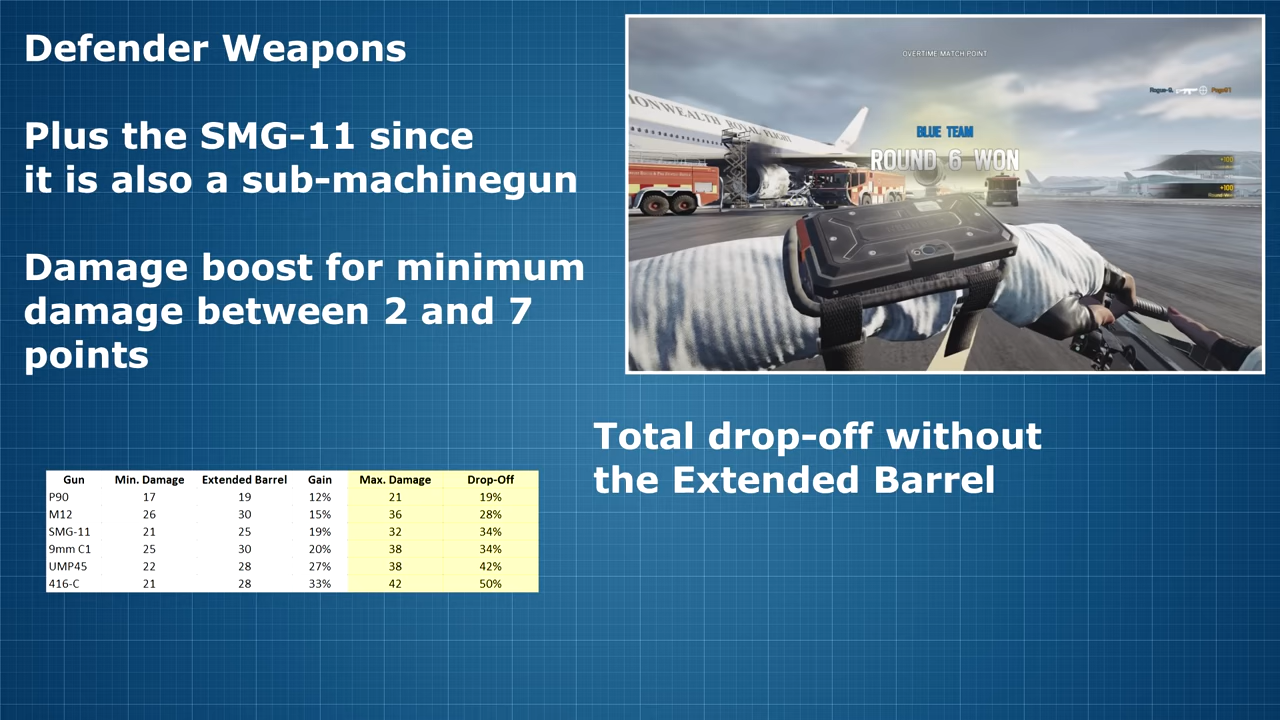 Defender Weapons
Plus the SMG-11 since
it is also a sub-machinegun
Damage boost for minimum
damage between 2 and 7
points
OVERTIME MATCH POINT
BLUE TEAM
ROUND 6 WON
+100
+100
Total drop-off without
the Extended Barrel
Gun Min. Damage Extended Barrel Gain Max. Damage Drop-Off
P90 17 19 12% 21 19%
M12 26 30 15% 36 28%
SMG-11 21 25 19% 32 34%
9mm C1 25 30 20% 38 34%
UMP45 22 28 27% 38 42%
416-C 21 28 33% 42 50%